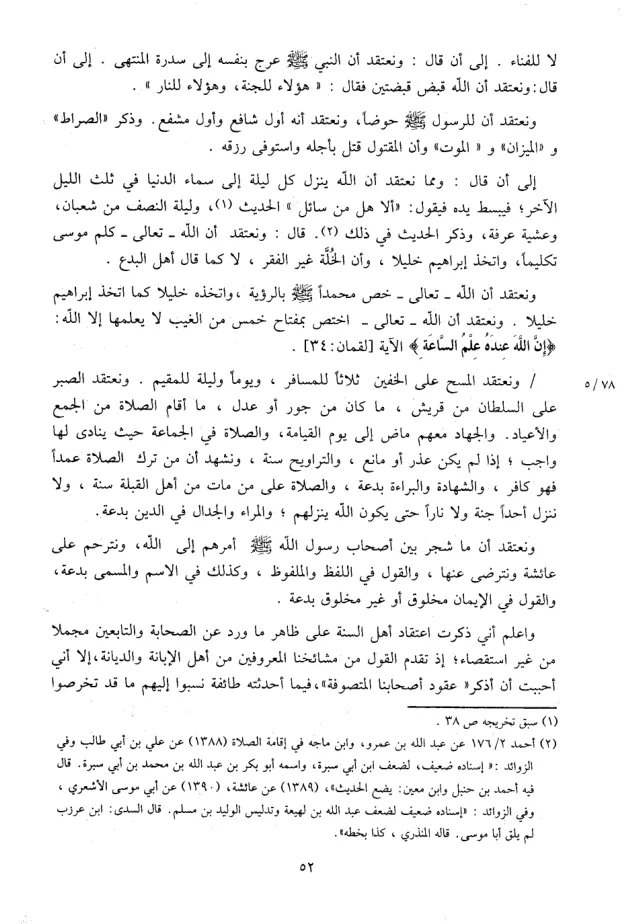 لا للفناء . إلى أن قال : ونعتقد أن النبي ﷺ عرج بنفسه إلى سدرة المنتهى . إلى أن
قال:ونعتقد أن الله قبض قبضتين فقال : « هؤلاء للجنة، وهؤلاء للنار » .
ونعتقد أن للرسول ﷺ حوضاً، ونعتقد أنه أول شافع وأول مشفع. وذكر «الصراط»
و «الميزان» و « الموت» وأن المقتول قتل بأجله واستوفى رزقه .
إلى أن قال : ومما نعتقد أن الله ينزل كل ليلة إلى سماء الدنيا في ثلث الليل
الآخر؛ فيبسط يده فيقول: «ألا هل من سائل» الحديث (١)، وليلة النصف من شعبان،
وعشية عرفة، وذكر الحديث في ذلك (٢). قال : ونعتقد أن الله ـ تعالى ـ كلم موسى
تكليماً، واتخذ إبراهيم خليلا ، وأن الخُلَّة غير الفقر ، لا كما قال أهل البدع .
ونعتقد أن الله ـ تعالى ـ خص محمداً ﷺ بالرؤية ،واتخذه خليلا كما اتخذ إبراهيم
خليلا . ونعتقد أن الله ـ تعالى ـ اختص بمفتاح خمس من الغيب لا يعلمها إلا الله:
﴿إِنَّ اللَّهَ عِندَهُ عِلْمُ السَّاعَةِ ﴾ الآية [لقمان:٣٤] .
٥/٧٨ / ونعتقد المسح على الخفين ثلاثاً للمسافر ، ويوماً وليلة للمقيم . ونعتقد الصبر
على السلطان من قريش ، ما كان من جور أو عدل ، ما أقام الصلاة من الجمع
والأعياد. والجهاد معهم ماض إلى يوم القيامة، والصلاة في الجماعة حيث ينادى لها
واجب ؛ إذا لم يكن عذر أو مانع ، والتراويح سنة ، ونشهد أن من ترك الصلاة عمداً
فهو كافر ، والشهادة والبراءة بدعة ، والصلاة على من مات من أهل القبلة سنة ، ولا
ننزل أحداً جنة ولا ناراً حتى يكون الله ينزلهم ؛ والمراء والجدال في الدين بدعة.
ونعتقد أن ما شجر بين أصحاب رسول الله ﷺ أمرهم إلى الله، ونترحم على
عائشة ونترضى عنها ، والقول في اللفظ والملفوظ ، وكذلك في الاسم والمسمى بدعة،
والقول في الإيمان مخلوق أو غير مخلوق بدعة .
واعلم أني ذكرت اعتقاد أهل السنة على ظاهر ما ورد عن الصحابة والتابعين مجملا
من غير استقصاء؛ إذ تقدم القول من مشائخنا المعروفين من أهل الإبانة والديانة،إلا أني
أحببت أن أذكر« عقود أصحابنا المتصوفة»،فيما أحدثته طائفة نسبوا إليهم ما قد تخرصوا
(١) سبق تخريجه ص ٣٨ .
(٢) أحمد ١٧٦/٢ عن عبد الله بن عمرو، وابن ماجه في إقامة الصلاة (١٣٨٨) عن علي بن أبي طالب وفي
الزوائد :« إسناده ضعيف، لضعف ابن أبي سبرة، واسمه أبو بكر بن عبد الله بن محمد بن أبي سبرة. قال
فيه أحمد بن حنبل وابن معين: يضع الحديث»، (١٣٨٩) عن عائشة، (١٣٩٠) عن أبي موسى الأشعري ،
وفي الزوائد : «إسناده ضعيف لضعف عبد الله بن لهيعة وتدليس الوليد بن مسلم. قال السدى: ابن عرزب
لم يلق أبا موسى. قاله المنذري ، كذا بخطه».
٥٢